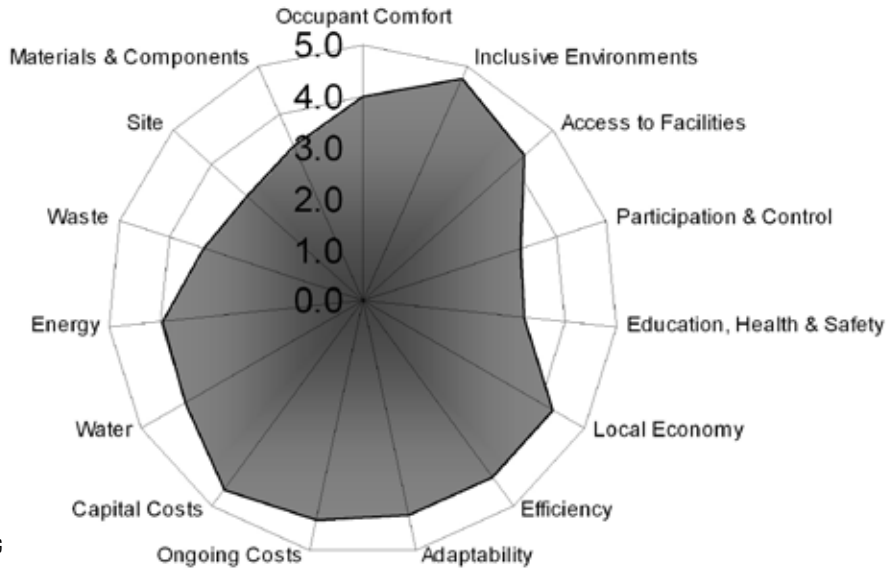 Occupant Comfort
Materials & Components
5.0
Inclusive Environments
4.0
Site
Access to Facilities
3.0
Waste
2.0
Participation & Control
1.0
0.0
Energy
Education, Health & Safety
Water
Local Economy
Capital Costs
Efficiency
Ongoing Costs
Adaptability